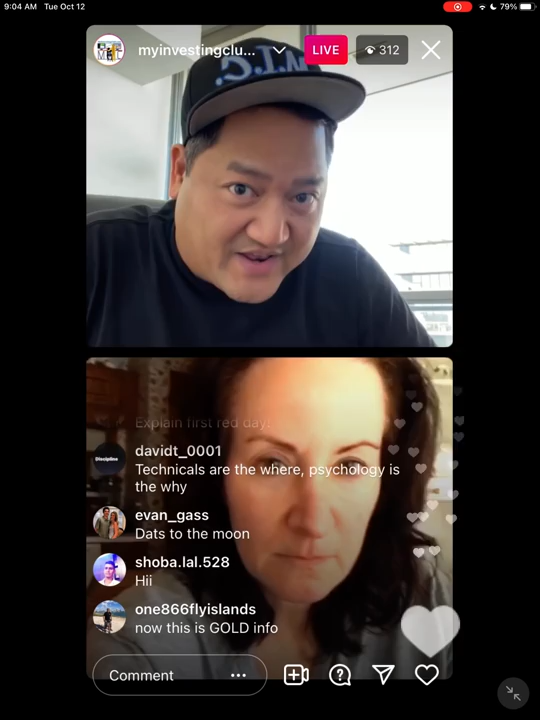 9:04 AM Tue Oct 12
79%
myinvestingclu...
LIVE
312
M.I.C.
Explain first red day!
davidt_0001
Technicals are the where, psychology is
the why
evan_gass
Dats to the moon
shoba.lal.528
Hii
one866flyislands
now this is GOLD info
Comment